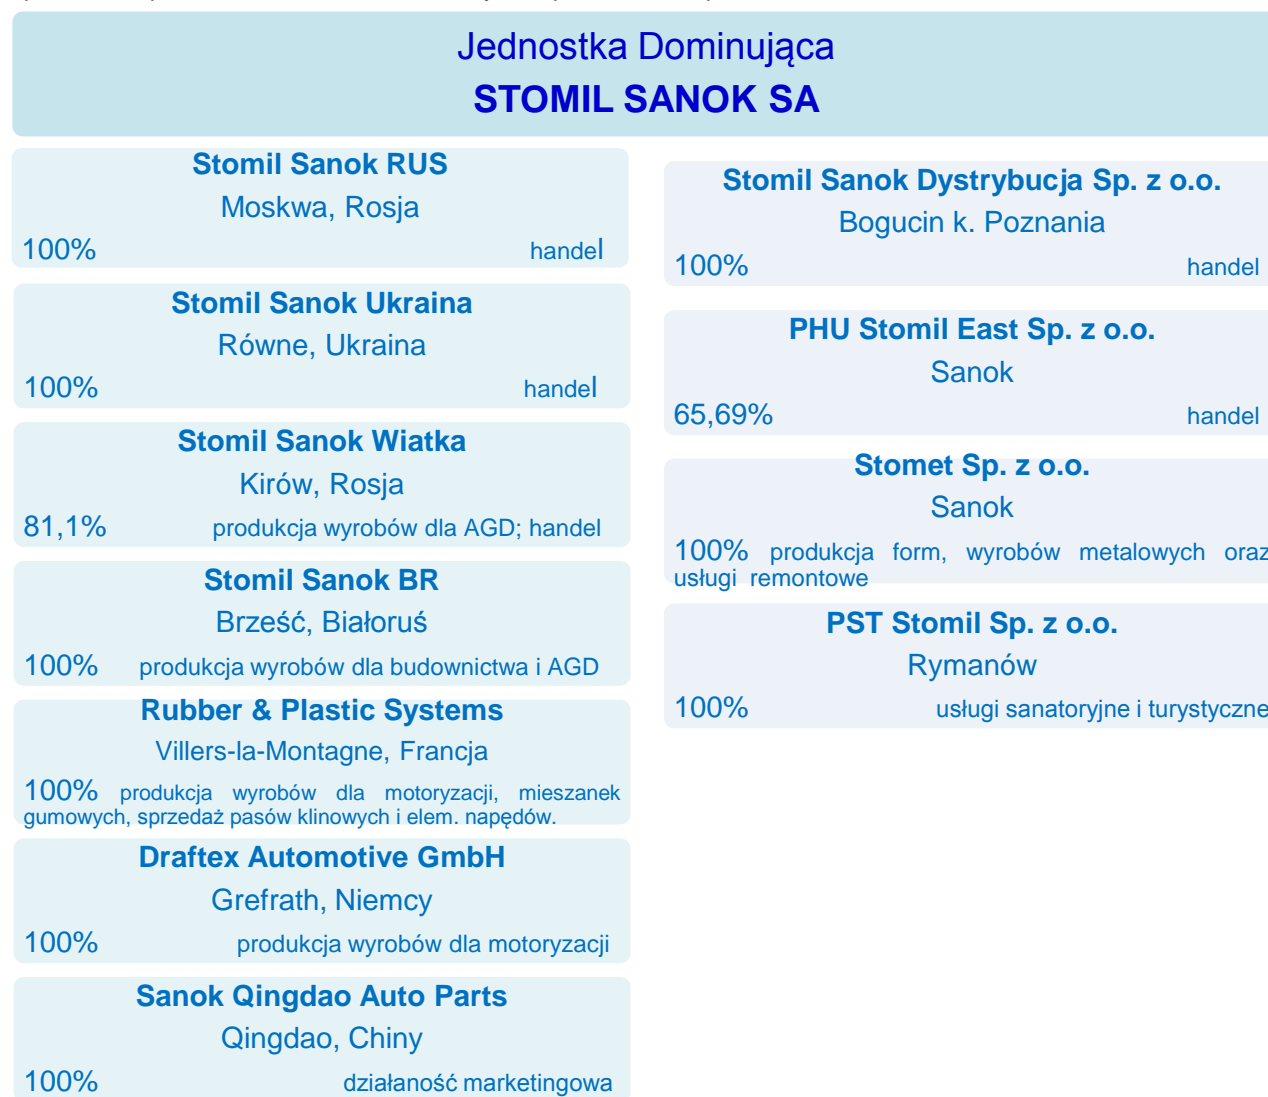 Jednostka Dominująca
STOMIL SANOK SA
Stomil Sanok RUS
Moskwa, Rosja
100% handel
Stomil Sanok Ukraina
Równe, Ukraina
100% handel
Stomil Sanok Wiatka
Kirów, Rosja
81,1% produkcja wyrobów dla AGD; handel
Stomil Sanok BR
Brześć, Białoruś
100% produkcja wyrobów dla budownictwa i AGD
Rubber & Plastic Systems
Villers-la-Montagne, Francja
100% produkcja wyrobów dla motoryzacji, mieszanek
gumowych, sprzedaż pasów klinowych i elem. napędów.
Draftex Automotive GmbH
Grefrath, Niemcy
100% produkcja wyrobów dla motoryzacji
Sanok Qingdao Auto Parts
Qingdao, Chiny
100% działaność marketingowa
Stomil Sanok Dystrybucja Sp. z o.o.
Bogucin k. Poznania
100% handel
PHU Stomil East Sp. z o.o.
Sanok
65,69% handel
Stomet Sp. z o.o.
Sanok
100% produkcja form, wyrobów metalowych oraz
usługi remontowe
PST Stomil Sp. z o.o.
Rymanów
100% usługi sanatoryjne i turystyczne